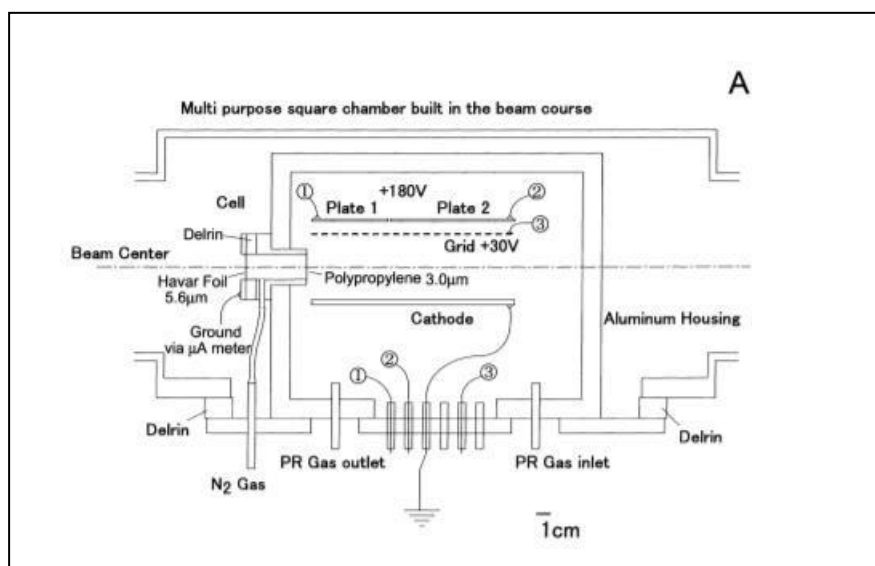 A
Multi purpose square chamber built in the beam course
① +180V ②
Cell Plate 1 Plate 2
③
Delrin
Grid +30V
Beam Center
Havar Foil
5.6μm
Polypropylene 3.0μm
Ground
via μA meter
Cathode
Aluminum Housing
① ② ③
Delrin
Delrin
PR Gas outlet
PR Gas inlet
N₂ Gas
1cm